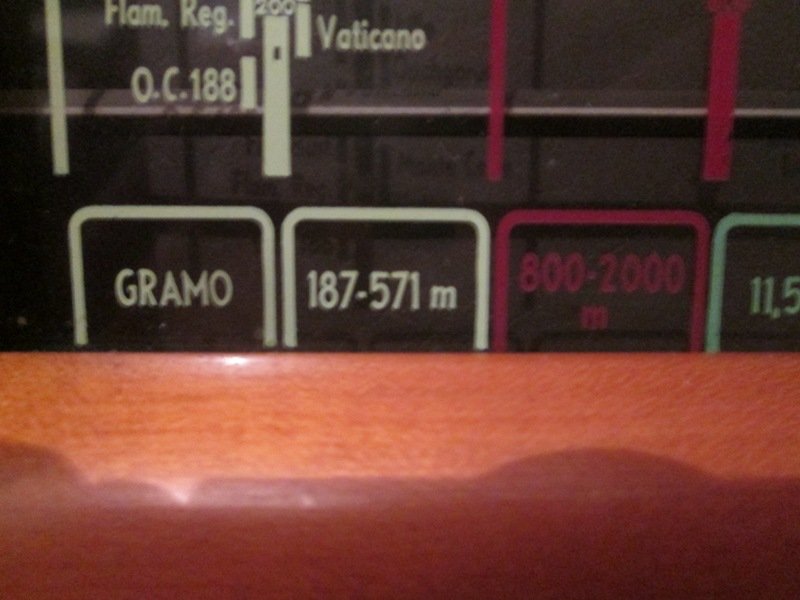 Flam. Reg.
200
Vaticano
O.C.188
GRAMO
187-571 m
800-2000
m
11,5